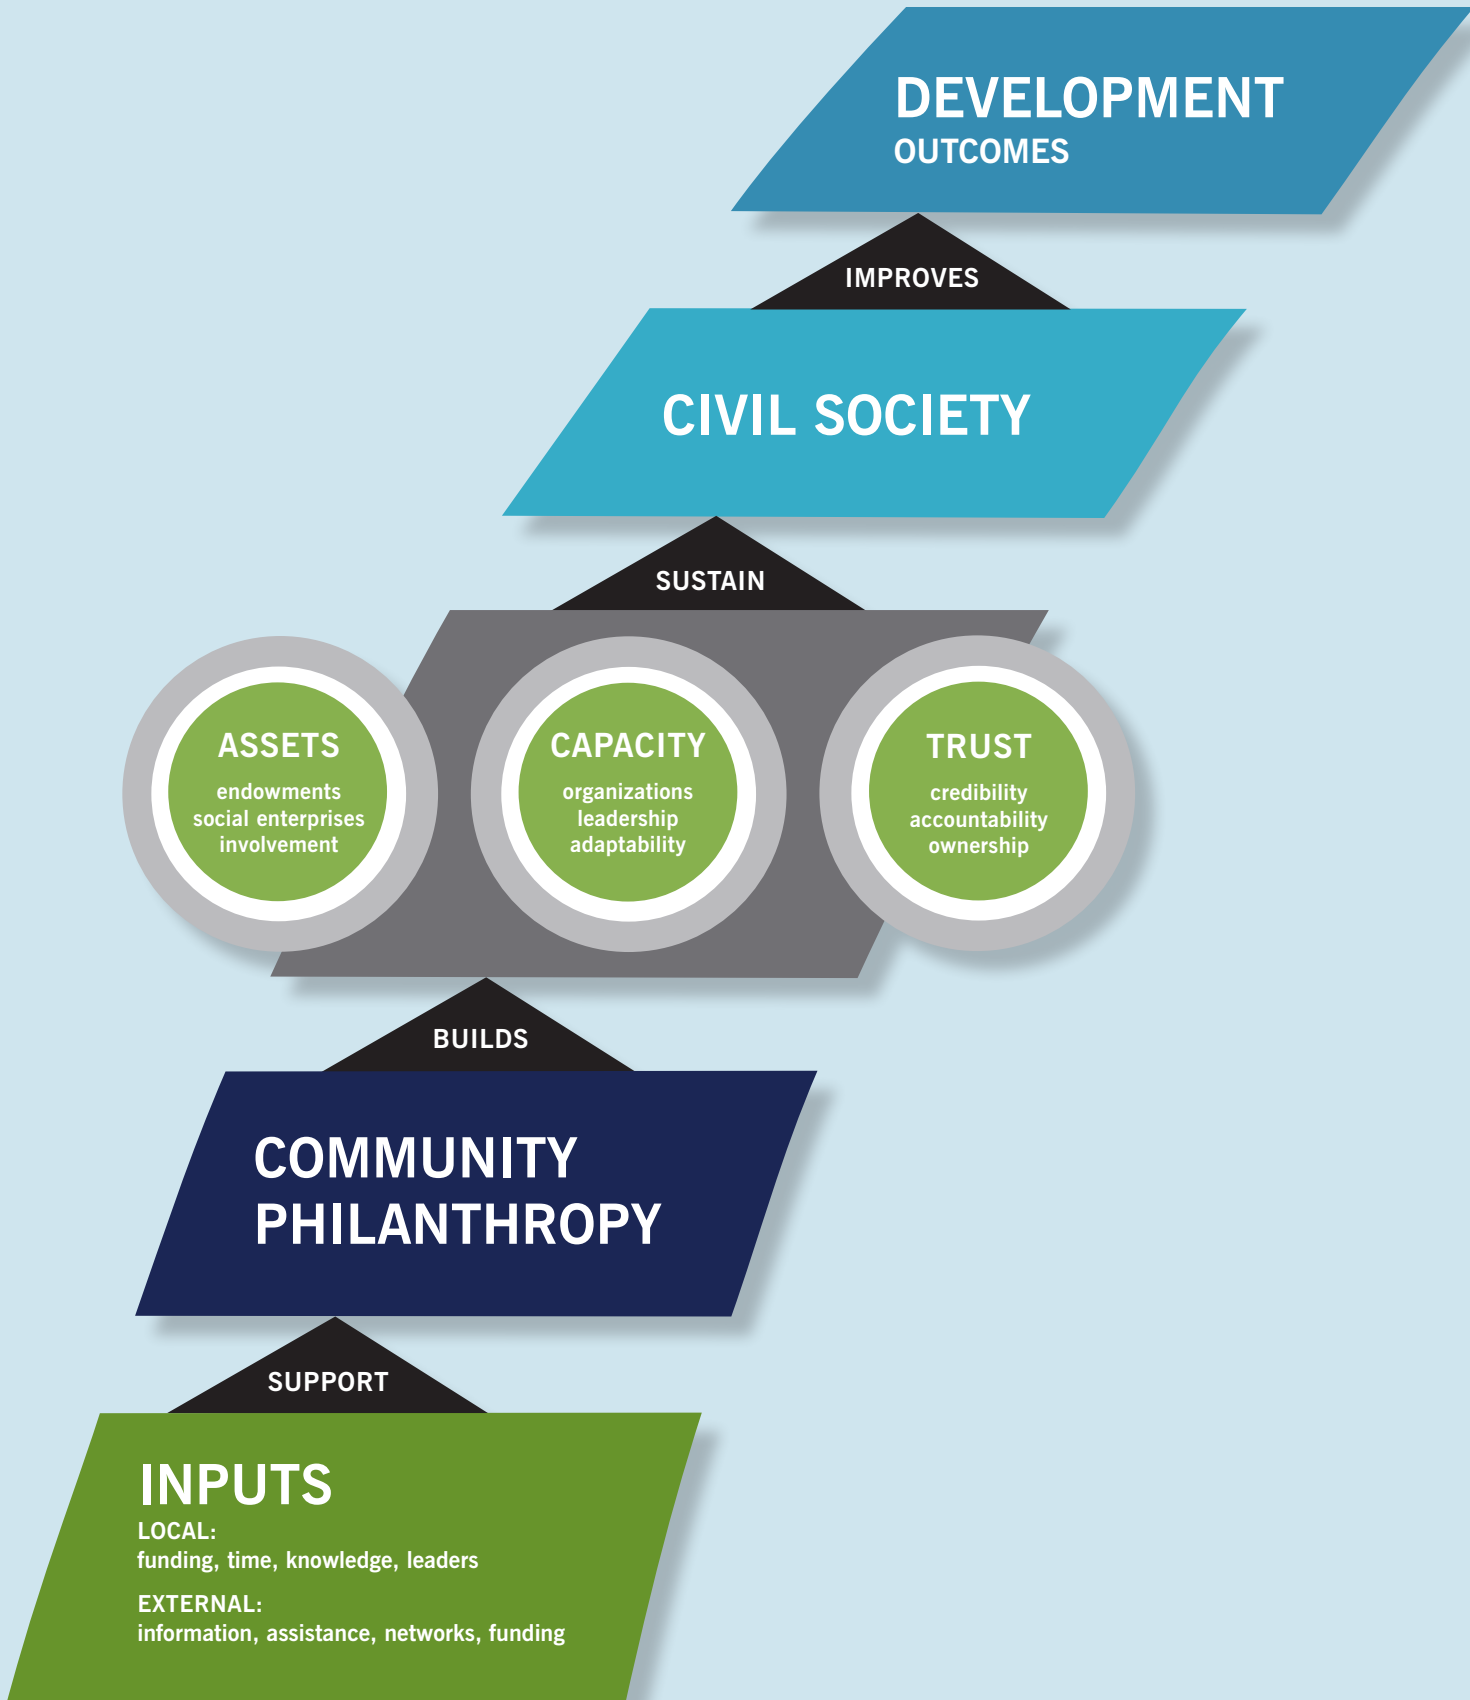 DEVELOPMENT
OUTCOMES
IMPROVES
CIVIL SOCIETY
SUSTAIN
ASSETS
endowments
social enterprises
involvement
CAPACITY
organizations
leadership
adaptability
TRUST
credibility
accountability
ownership
BUILDS
COMMUNITY
PHILANTHROPY
SUPPORT
INPUTS
LOCAL:
funding, time, knowledge, leaders
EXTERNAL:
information, assistance, networks, funding